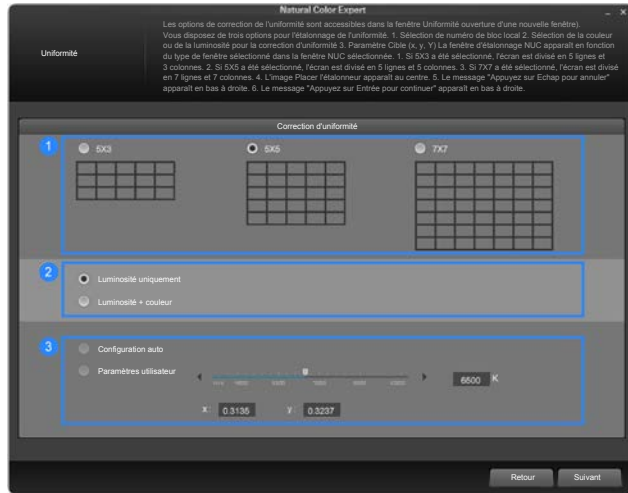 Natural Color Expert
Uniformité
Les options de correction de l'uniformité sont accessibles dans la fenêtre Uniformité ouverture d'une nouvelle fenêtre).
Vous disposez de trois options pour l'étalonnage de l'uniformité. 1. Sélection de numéro de bloc local 2. Sélection de la couleur
ou de la luminosité pour la correction d'uniformité 3. Paramètre Cible (x, y, Y) La fenêtre d'étalonnage NUC apparaît en fonction
du type de fenêtre sélectionné dans la fenêtre NUC sélectionnée. 1. Si 5X3 a été sélectionné, l'écran est divisé en 5 lignes et
3 colonnes. 2. Si 5X5 a été sélectionné, l'écran est divisé en 5 lignes et 5 colonnes. 3. Si 7X7 a été sélectionné, l'écran est divisé
en 7 lignes et 7 colonnes. 4. L'image Placer l'étalonneur apparaît au centre. 5. Le message "Appuyez sur Echap pour annuler"
apparaît en bas à droite. 6. Le message "Appuyez sur Entrée pour continuer" apparaît en bas à droite.
Correction d'uniformité
1
5X3
5X5
7X7
2
Luminosité uniquement
Luminosité + couleur
3
Configuration auto
Paramètres utilisateur
6500 K
x: 0.3135 y: 0.3237
Retour
Suivant